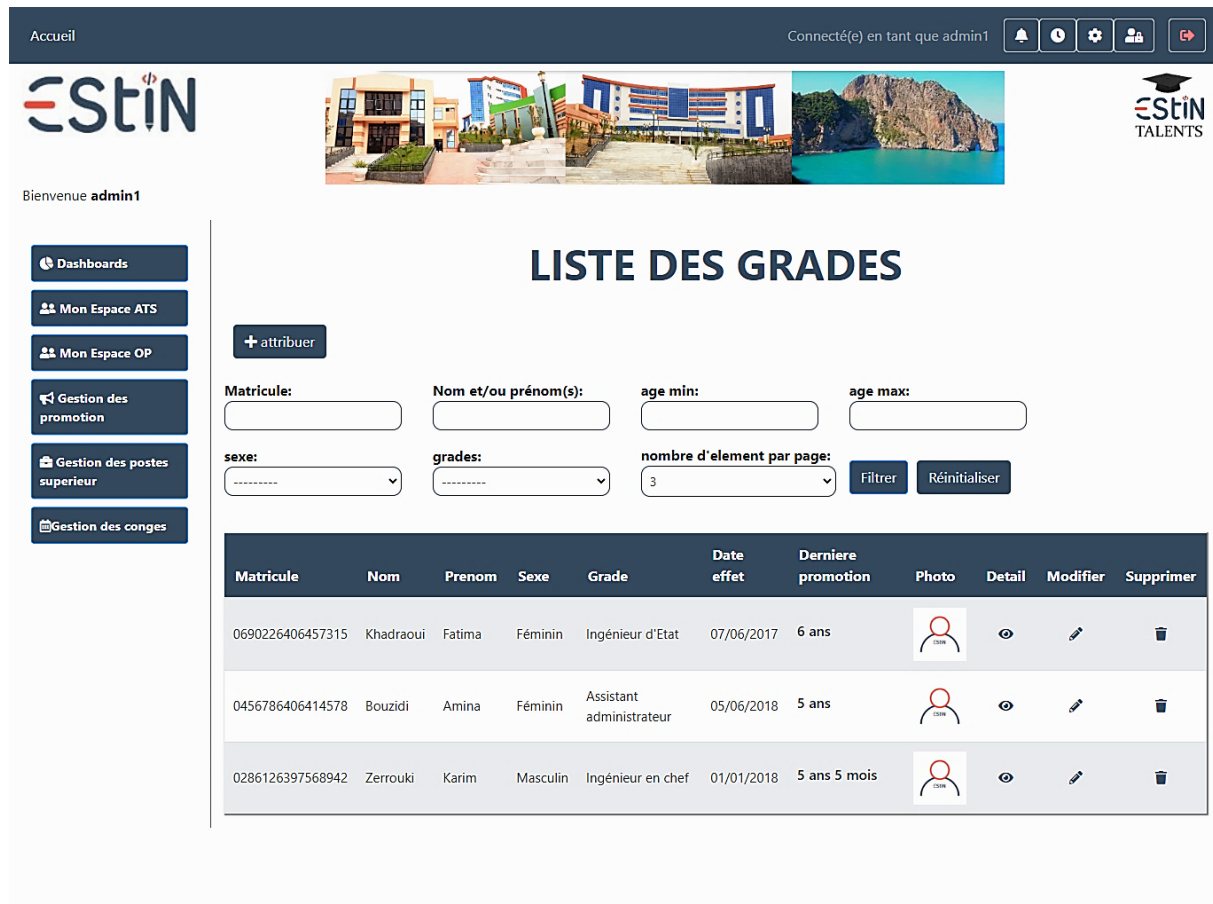 Accueil
Connecté(e) en tant que admin1
EStiN
</>
EStiN
TALENTS
Bienvenue admin1
Dashboards
Mon Espace ATS
Mon Espace OP
Gestion des
promotion
Gestion des postes
superieur
Gestion des conges
LISTE DES GRADES
+ attribuer
Matricule: Nom et/ou prénom(s): age min: age max:
sexe: grades: nombre d'element par page:
--------- --------- 3 Filtrer Réinitialiser
Date Derniere
Matricule Nom Prenom Sexe Grade effet promotion Photo Detail Modifier Supprimer
0690226406457315 Khadraoui Fatima Féminin Ingénieur d'Etat 07/06/2017 6 ans
ESTIN
Assistant
0456786406414578 Bouzidi Amina Féminin administrateur 05/06/2018 5 ans
ESTIN
0286126397568942 Zerrouki Karim Masculin Ingénieur en chef 01/01/2018 5 ans 5 mois
ESTIN